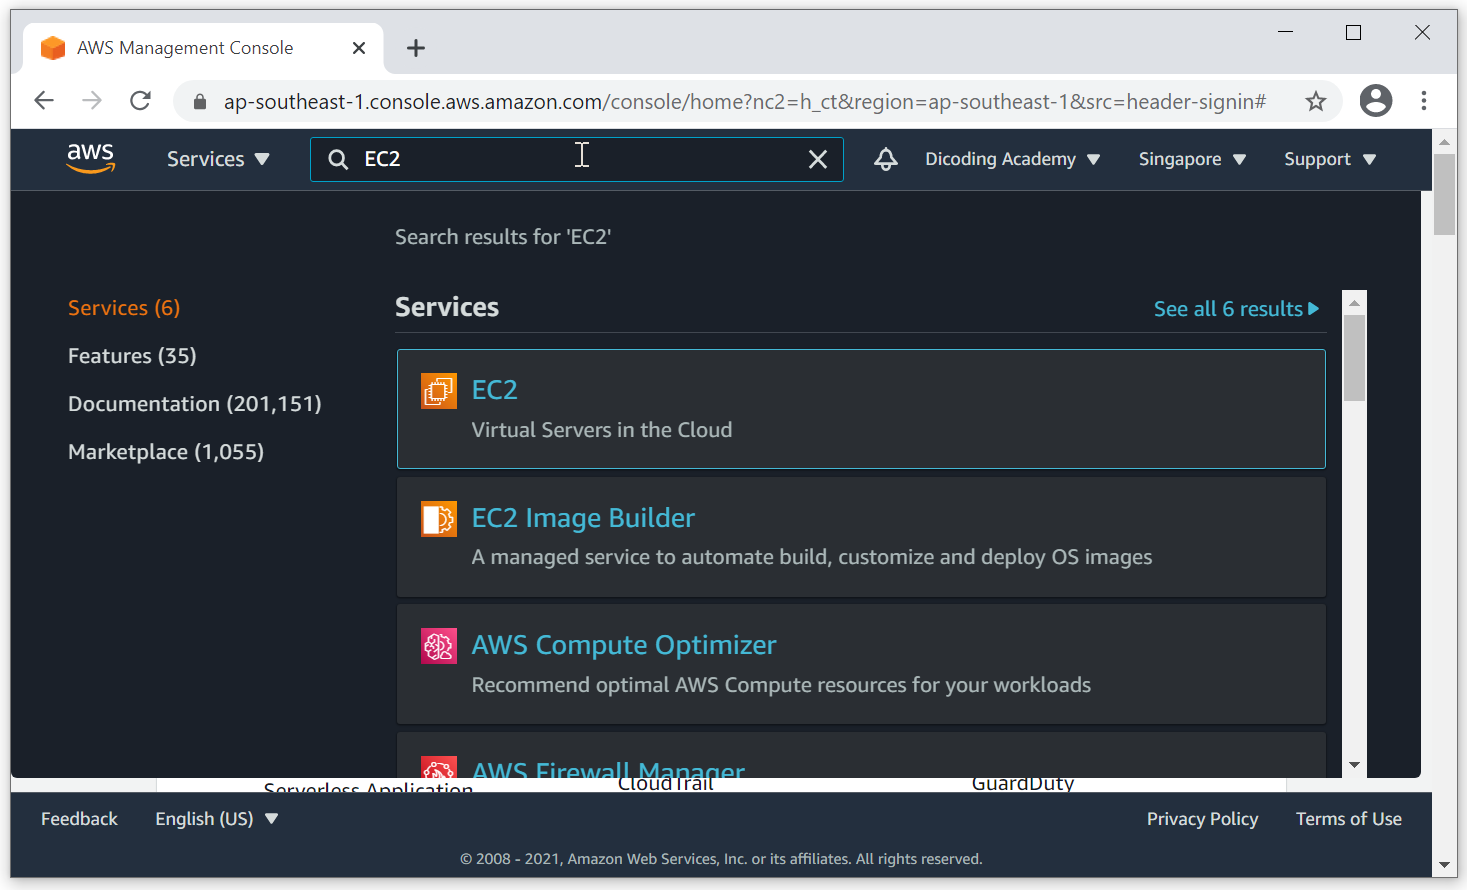 AWS Management Console
ap-southeast-1.console.aws.amazon.com/console/home?nc2=h_ct&region=ap-southeast-1&src=header-signin#
aws
Services
EC2
Dicoding Academy
Singapore
Support
Search results for 'EC2'
Services (6)
Features (35)
Documentation (201,151)
Marketplace (1,055)
Services
See all 6 results
EC2
Virtual Servers in the Cloud
EC2 Image Builder
A managed service to automate build, customize and deploy OS images
AWS Compute Optimizer
Recommend optimal AWS Compute resources for your workloads
AWS Firewall Manager
Serverless Application
CloudTrail
GuardDuty
Feedback
English (US)
Privacy Policy
Terms of Use
© 2008 - 2021, Amazon Web Services, Inc. or its affiliates. All rights reserved.